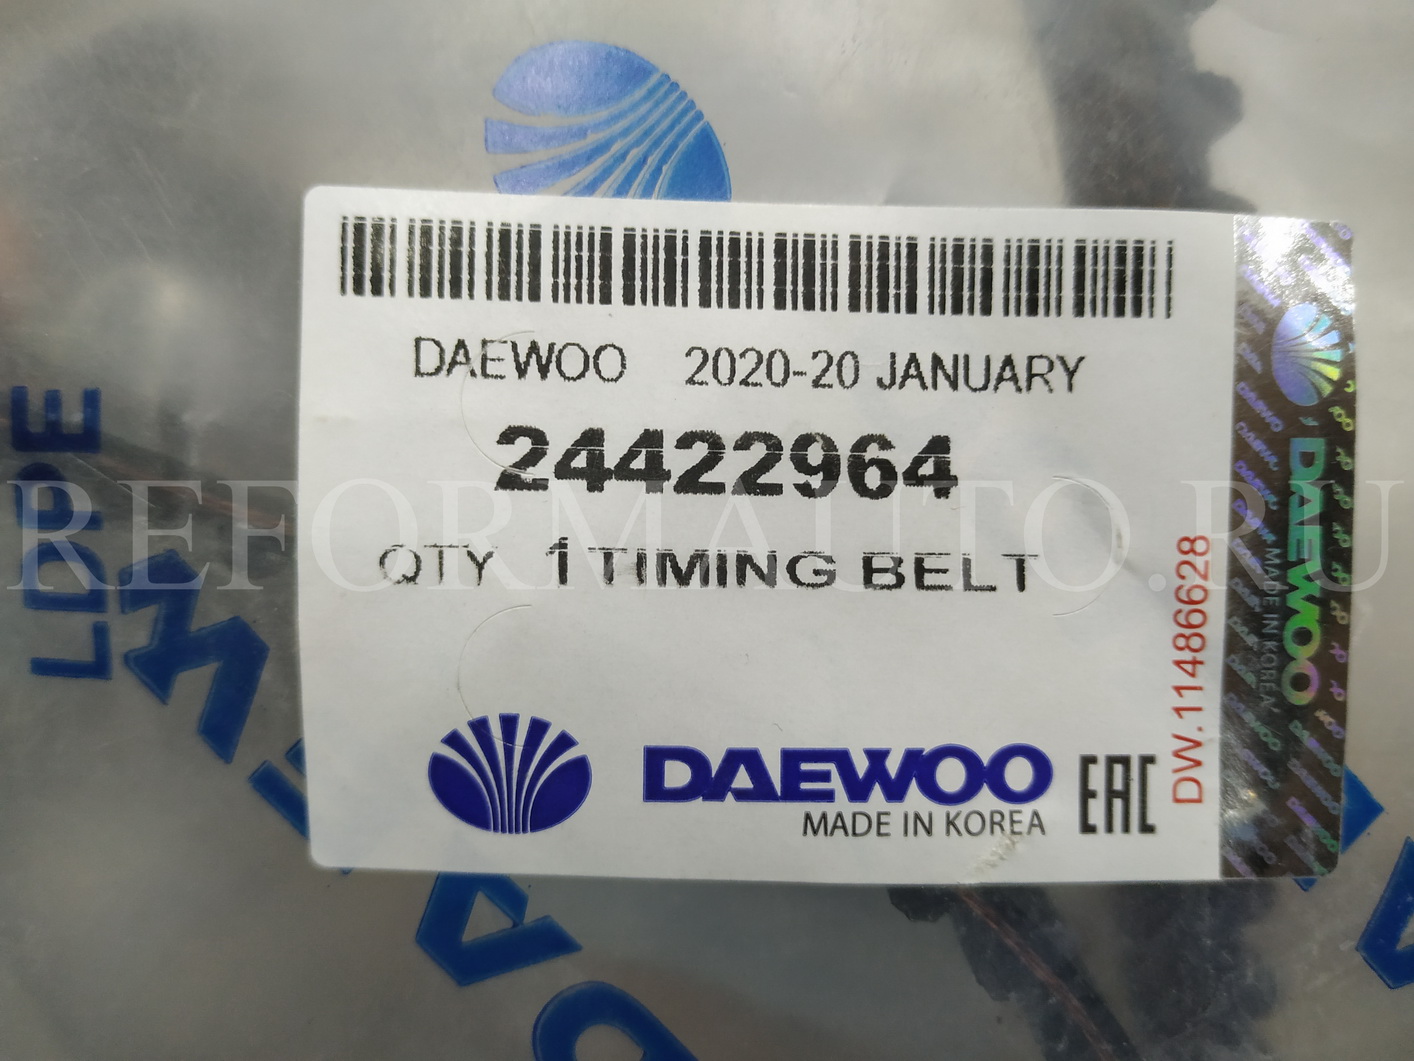 DAEWOO 2020-20 JANUARY
24422964
QTY 1 TIMING BELT
DAEWOO
MADE IN KOREA
EAC
DW.11486628
DAEWOO
MADE IN KOREA
LDPE
REFORMAUTO.RU